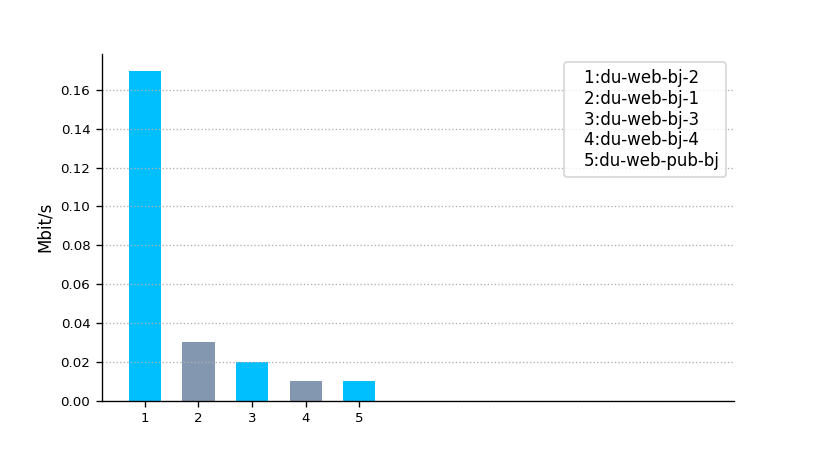 1:du-web-bj-2
2:du-web-bj-1
3:du-web-bj-3
4:du-web-bj-4
5:du-web-pub-bj
Mbit/s
0.16
0.14
0.12
0.10
0.08
0.06
0.04
0.02
0.00
1 2 3 4 5